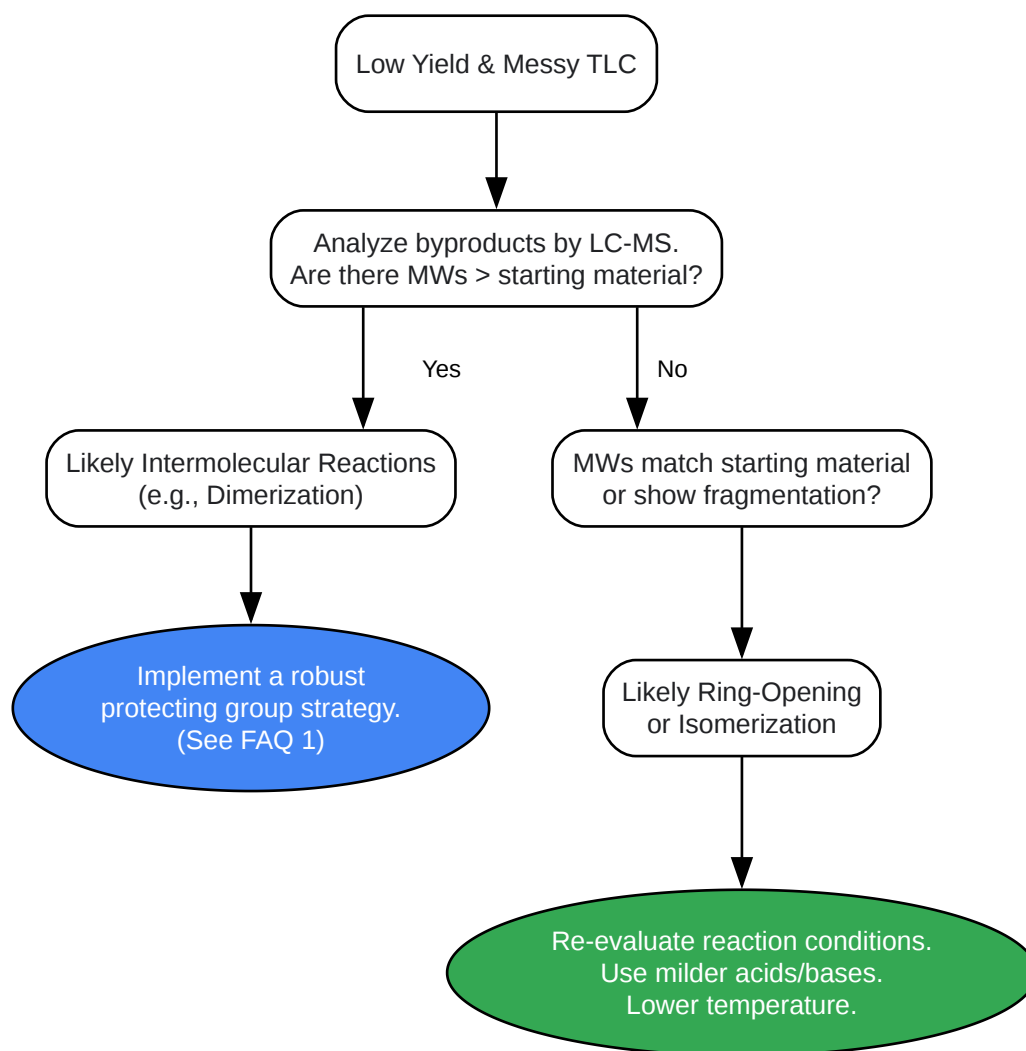 Low Yield & Messy TLC
Analyze byproducts by LC-MS.
Are there MWs > starting material?
Yes
No
Likely Intermolecular Reactions
(e.g., Dimerization)
MWs match starting material
or show fragmentation?
Implement a robust
protecting group strategy.
(See FAQ 1)
Likely Ring-Opening
or Isomerization
Re-evaluate reaction conditions.
Use milder acids/bases.
Lower temperature.